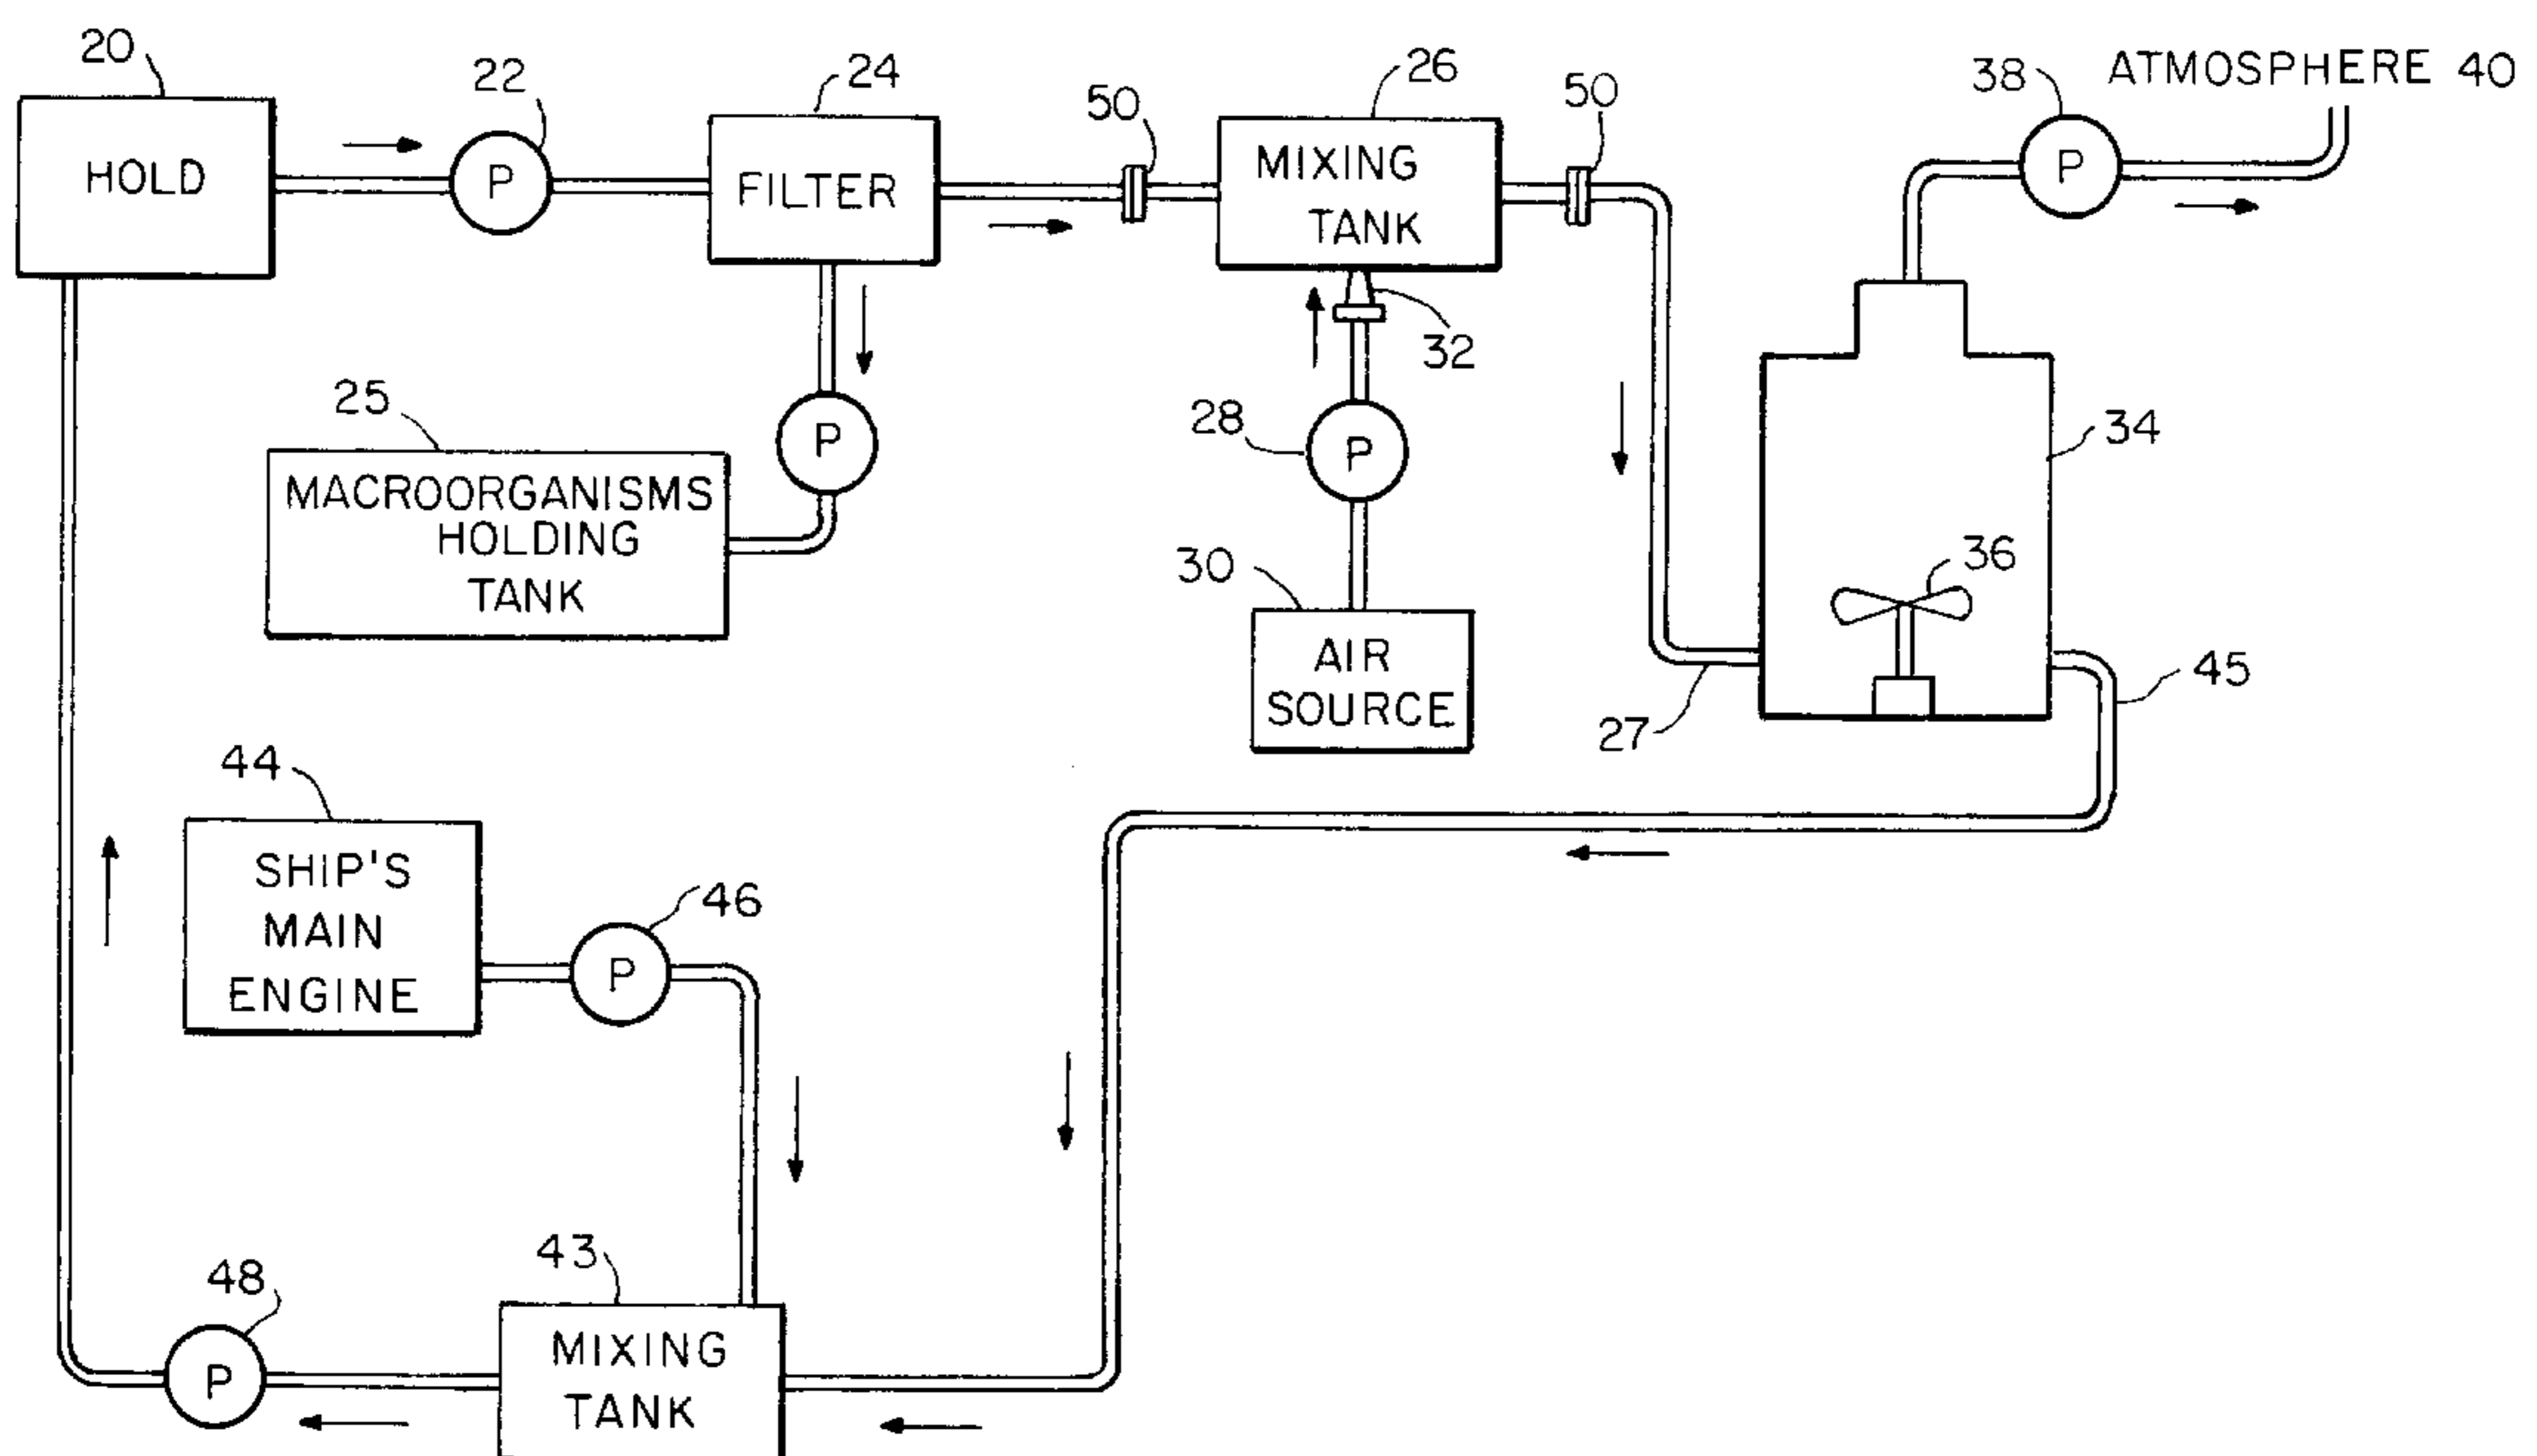 20
22
24
50
26
50
38
ATMOSPHERE 40
HOLD
P
FILTER
MIXING
TANK
P
32
25
P
28
P
34
MACROORGANISMS
HOLDING
TANK
30
36
AIR
SOURCE
45
27
44
SHIP'S
MAIN
ENGINE
46
P
43
48
P
MIXING
TANK